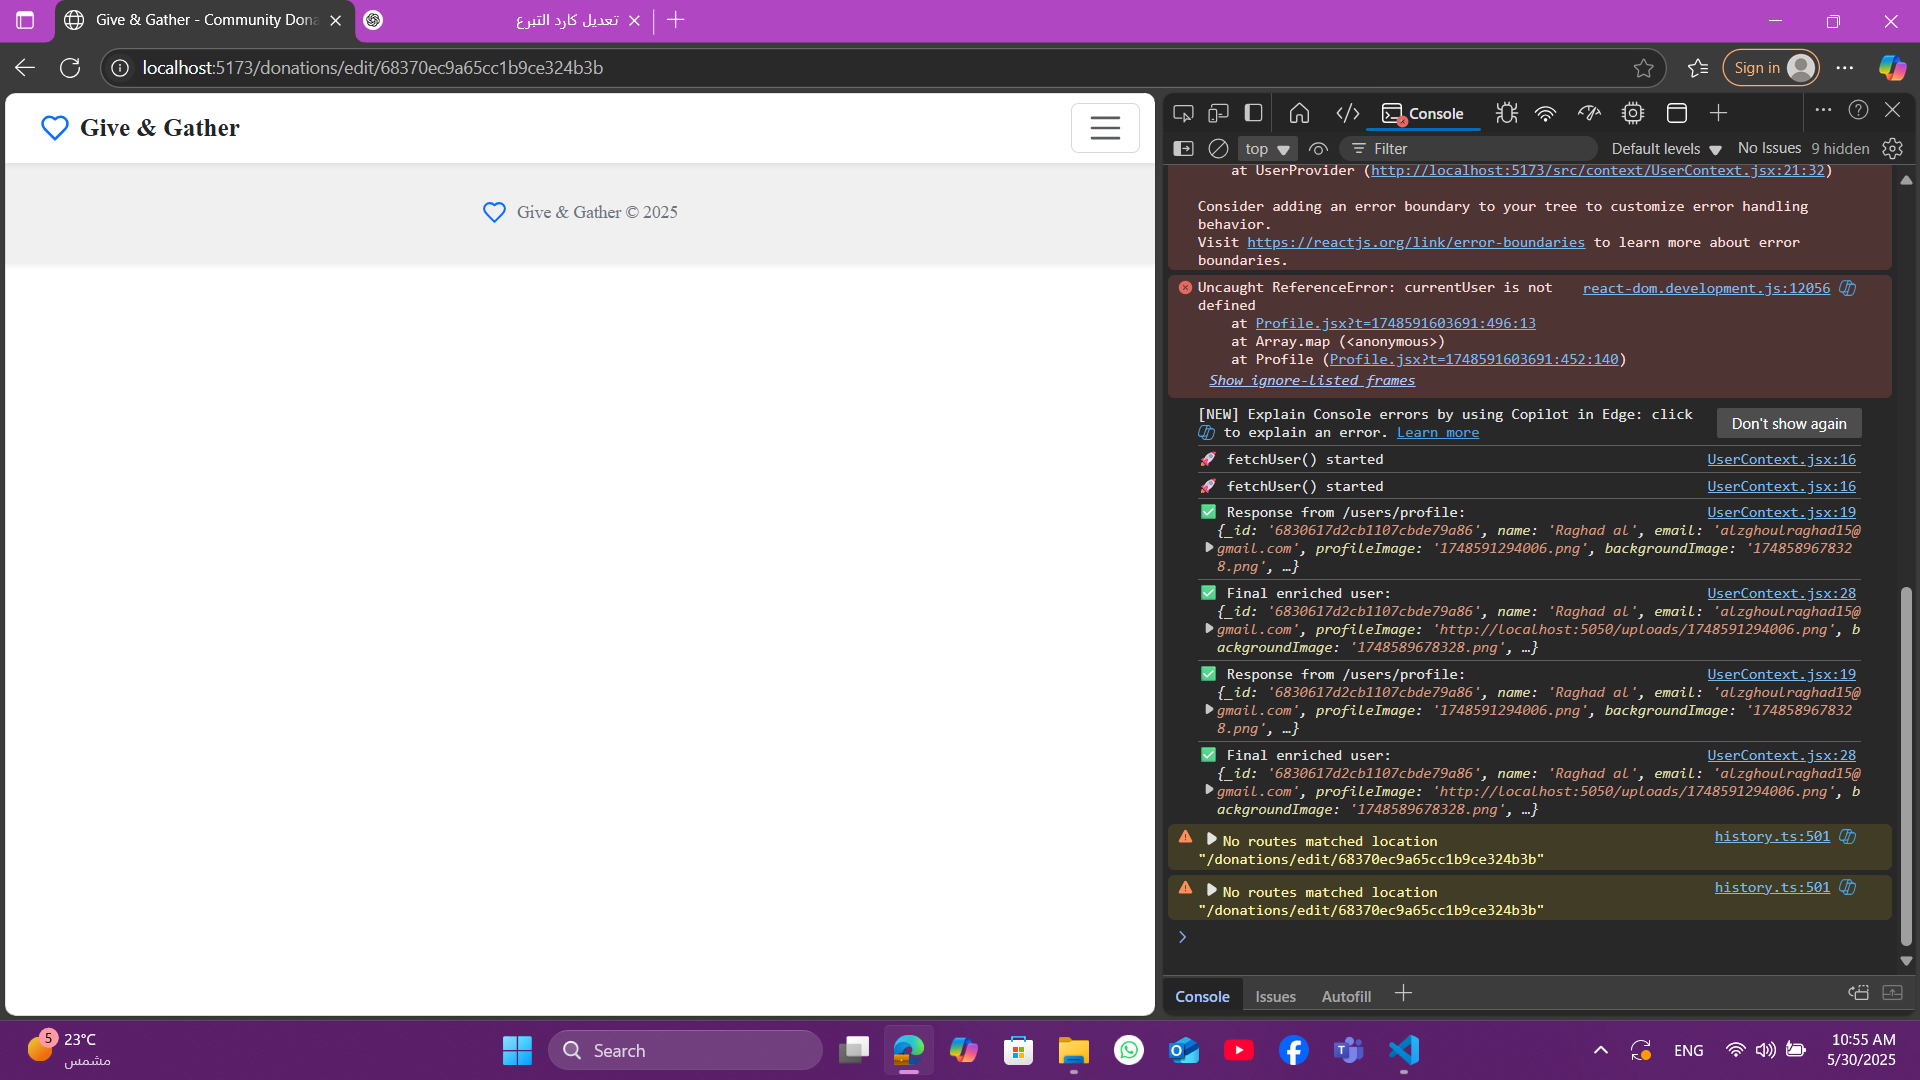 Give & Gather - Community Dona
تعديل كارد التبرع
localhost:5173/donations/edit/68370ec9a65cc1b9ce324b3b
Sign in
Give & Gather
Give & Gather © 2025
Console
top
Filter
Default levels
No Issues
9 hidden
at UserProvider (http://localhost:5173/src/context/UserContext.jsx:21:32)
Consider adding an error boundary to your tree to customize error handling
behavior.
Visit https://reactjs.org/link/error-boundaries to learn more about error
boundaries.
Uncaught ReferenceError: currentUser is not react-dom.development.js:12056
defined
at Profile.jsx?t=1748591603691:496:13
at Array.map (<anonymous>)
at Profile (Profile.jsx?t=1748591603691:452:140)
Show ignore-listed frames
[NEW] Explain Console errors by using Copilot in Edge: click
to explain an error. Learn more
Don't show again
🚀 fetchUser() started UserContext.jsx:16
🚀 fetchUser() started UserContext.jsx:16
✅ Response from /users/profile: UserContext.jsx:19
{_id: '6830617d2cb1107cbde79a86', name: 'Raghad al', email: 'alzghoulraghad15@
gmail.com', profileImage: '1748591294006.png', backgroundImage: '174858967832
8.png', …}
✅ Final enriched user: UserContext.jsx:28
{_id: '6830617d2cb1107cbde79a86', name: 'Raghad al', email: 'alzghoulraghad15@
gmail.com', profileImage: 'http://localhost:5050/uploads/1748591294006.png', b
ackgroundImage: '1748589678328.png', …}
✅ Response from /users/profile: UserContext.jsx:19
{_id: '6830617d2cb1107cbde79a86', name: 'Raghad al', email: 'alzghoulraghad15@
gmail.com', profileImage: '1748591294006.png', backgroundImage: '174858967832
8.png', …}
✅ Final enriched user: UserContext.jsx:28
{_id: '6830617d2cb1107cbde79a86', name: 'Raghad al', email: 'alzghoulraghad15@
gmail.com', profileImage: 'http://localhost:5050/uploads/1748591294006.png', b
ackgroundImage: '1748589678328.png', …}
No routes matched location history.ts:501
"/donations/edit/68370ec9a65cc1b9ce324b3b"
No routes matched location history.ts:501
"/donations/edit/68370ec9a65cc1b9ce324b3b"
Console
Issues
Autofill
5
23°C
مشمس
Search
ENG
10:55 AM
5/30/2025